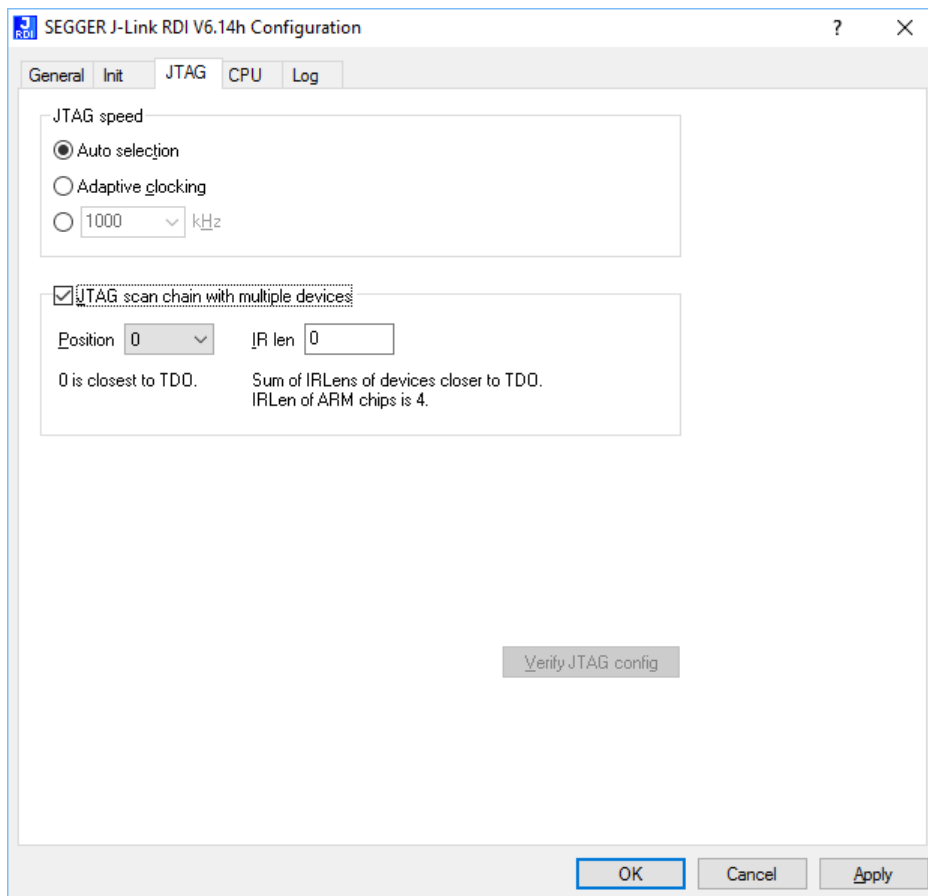 J RDI SEGGER J-Link RDI V6.14h Configuration ?
General Init JTAG CPU Log
JTAG speed
Auto selection
Adaptive clocking
1000 kHz
JTAG scan chain with multiple devices
Position 0 IR len 0
0 is closest to TDO. Sum of IRLens of devices closer to TDO.
IRLen of ARM chips is 4.
Verify JTAG config
OK Cancel Apply